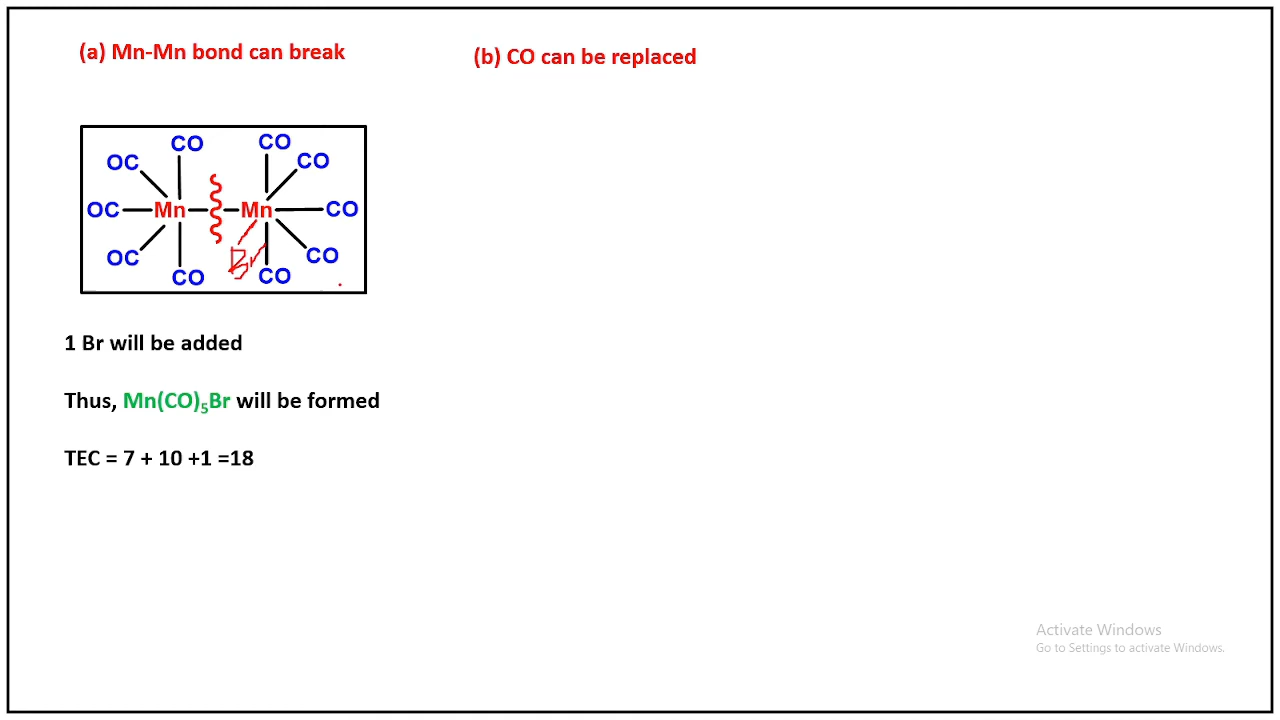 (a) Mn-Mn bond can break
(b) CO can be replaced
CO CO
OC CO
OC Mn Mn CO
OC Br CO
CO CO
1 Br will be added
Thus, Mn(CO)₅Br will be formed
TEC = 7 + 10 +1 =18
Activate Windows
Go to Settings to activate Windows.